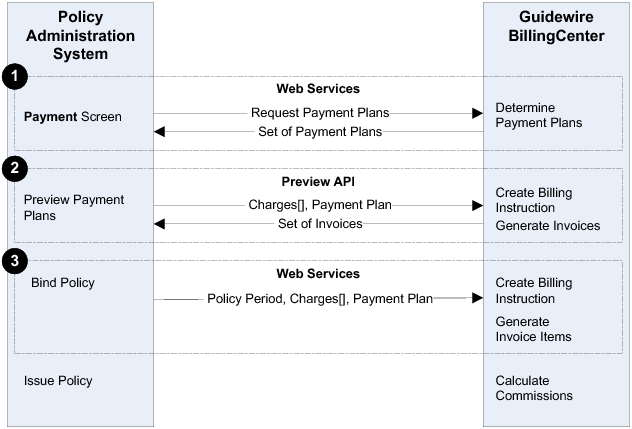 Policy
Administration
System
Guidewire
BillingCenter
1
Web Services
Payment Screen
Request Payment Plans
Set of Payment Plans
Determine
Payment Plans
2
Preview API
Preview Payment
Plans
Charges[], Payment Plan
Set of Invoices
Create Billing
Instruction
Generate Invoices
3
Web Services
Bind Policy
Policy Period, Charges[], Payment Plan
Create Billing
Instruction
Generate
Invoice Items
Issue Policy
Calculate
Commissions